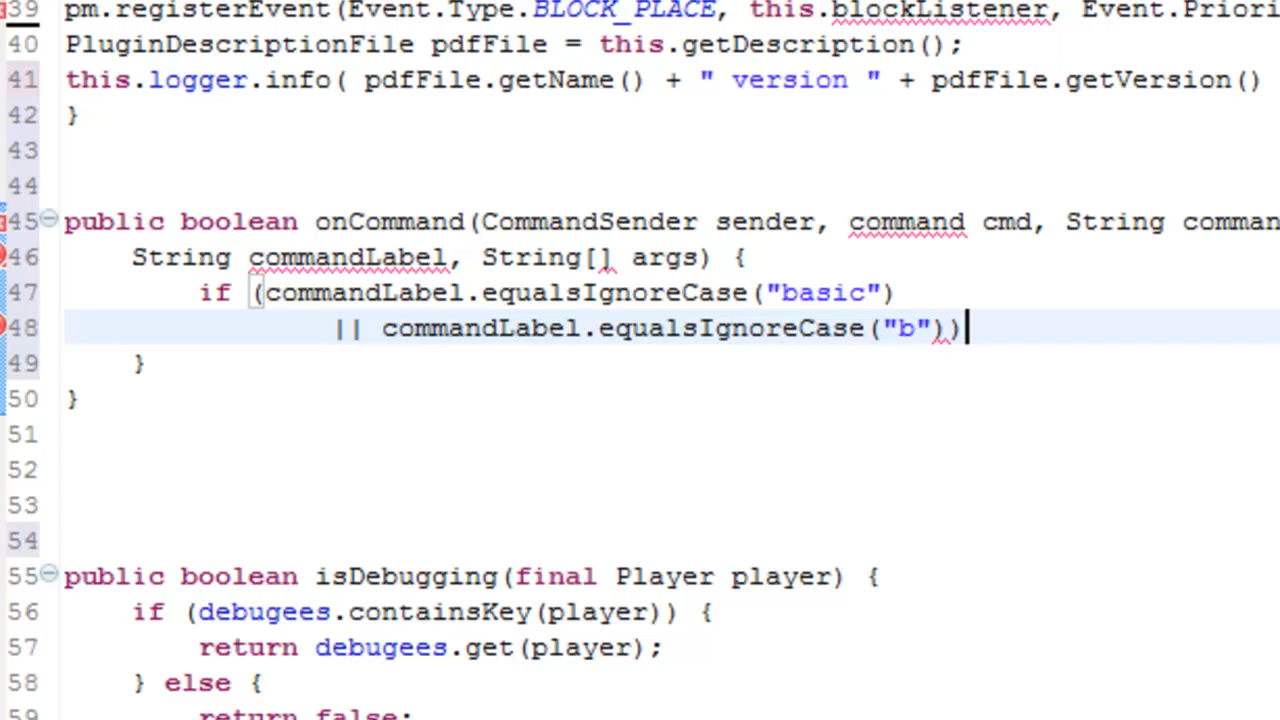 39 pm.registerEvent(Event.Type.BLOCK_PLACE, this.blockListener, Event.Priori
40 PluginDescriptionFile pdfFile = this.getDescription();
41 this.logger.info( pdfFile.getName() + " version " + pdfFile.getVersion()
42 }
43
44
45 public boolean onCommand(CommandSender sender, command cmd, String comman
46 String commandLabel, String[] args) {
47 if (commandLabel.equalsIgnoreCase("basic")
48 || commandLabel.equalsIgnoreCase("b"))
49 }
50 }
51
52
53
54
55 public boolean isDebugging(final Player player) {
56 if (debugees.containsKey(player)) {
57 return debugees.get(player);
58 } else {
59 return false;